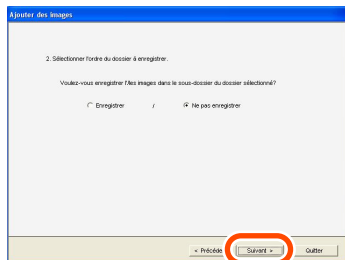 Ajouter des images
2. Sélectionner l'ordre du dossier à enregistrer.
Voulez-vous enregistrer l'/les images dans le sous-dossier du dossier sélectionné?
Enregistrer / Ne pas enregistrer
< Précéde Suivant > Quitter